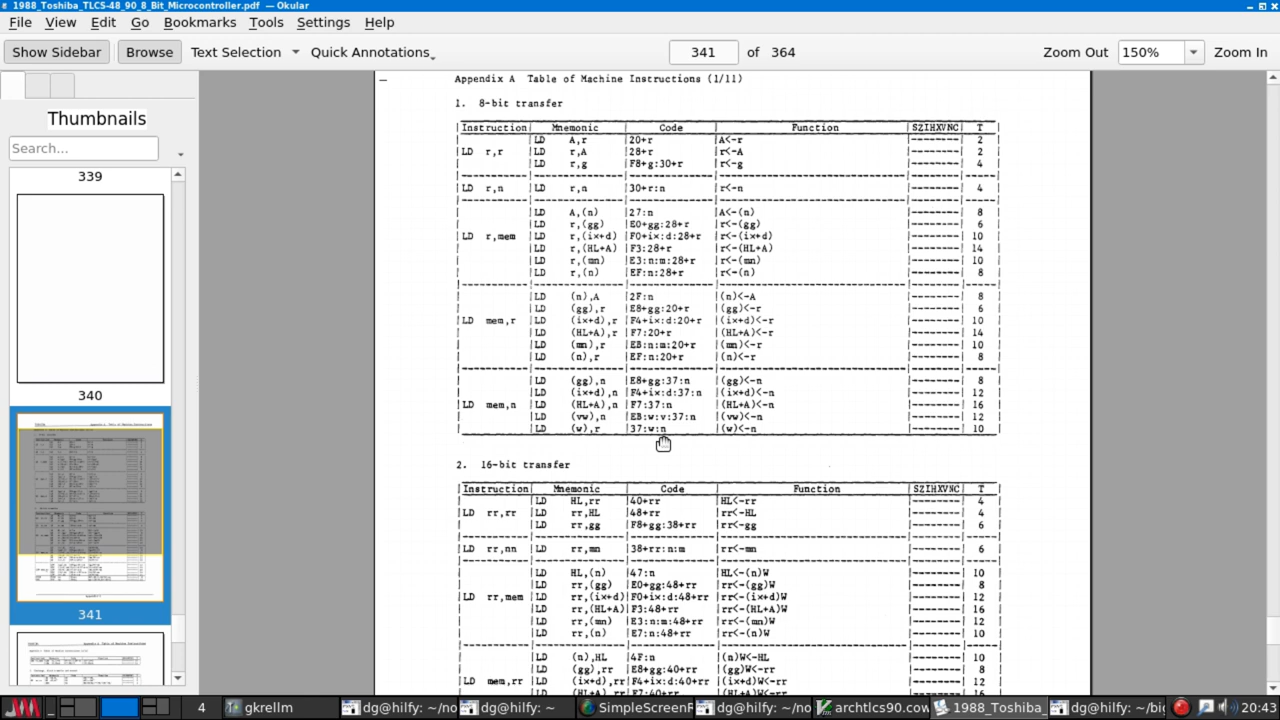 1988_Toshiba_TLCS-48_90_8_Bit_Microcontroller.pdf — Okular
File View Edit Go Bookmarks Tools Settings Help
Show Sidebar Browse Text Selection Quick Annotations 341 of 364 Zoom Out 150% Zoom In
Thumbnails
Search...
339
340
341
Appendix A Table of Machine Instructions (1/11)
1. 8-bit transfer
|Instruction| Mnemonic | Code | Function |SZIHXVNC| T
|LD A,r |20+r |A<-r |--------| 2
LD r,r |LD r,A |28+r |r<-A |--------| 2
|LD r,g |F8+g:30+r |r<-g |--------| 4
LD r,n |LD r,n |30+r:n |r<-n |--------| 4
|LD A,(n) |27:n |A<-(n) |--------| 8
|LD r,(gg) |E0+gg:28+r |r<-(gg) |--------| 6
LD r,mem |LD r,(ix+d) |F0+ix:d:28+r |r<-(ix+d) |--------| 10
|LD r,(HL+A) |F3:28+r |r<-(HL+A) |--------| 14
|LD r,(mn) |E3:n:m:28+r |r<-(mn) |--------| 10
|LD r,(n) |EF:n:28+r |r<-(n) |--------| 8
|LD (n),A |2F:n |(n)<-A |--------| 8
|LD (gg),r |E8+gg:20+r |(gg)<-r |--------| 6
LD mem,r |LD (ix+d),r |F4+ix:d:20+r |(ix+d)<-r |--------| 10
|LD (HL+A),r |F7:20+r |(HL+A)<-r |--------| 14
|LD (mn),r |EB:n:m:20+r |(mn)<-r |--------| 10
|LD (n),r |EF:n:20+r |(n)<-r |--------| 8
|LD (gg),n |E8+gg:37:n |(gg)<-n |--------| 8
|LD (ix+d),n |F4+ix:d:37:n |(ix+d)<-n |--------| 12
LD mem,n |LD (HL+A),n |F7:37:n |(HL+A)<-n |--------| 16
|LD (vw),n |EB:w:v:37:n |(vw)<-n |--------| 12
|LD (w),r |37:w:n |(w)<-n |--------| 10
2. 16-bit transfer
|Instruction| Mnemonic | Code | Function |SZIHXVNC| T
|LD HL,rr |40+rr |HL<-rr |--------| 4
LD rr,rr |LD rr,HL |48+rr |rr<-HL |--------| 4
|LD rr,gg |F8+gg:38+rr |rr<-gg |--------| 6
LD rr,nn |LD rr,mn |38+rr:n:m |rr<-mn |--------| 6
|LD HL,(n) |47:n |HL<-(n)W |--------| 10
|LD rr,(gg) |E0+gg:48+rr |rr<-(gg)W |--------| 8
LD rr,mem |LD rr,(ix+d)|F0+ix:d:48+rr |rr<-(ix+d)W |--------| 12
|LD rr,(HL+A)|F3:48+rr |rr<-(HL+A)W |--------| 16
|LD rr,(mn) |E3:n:m:48+rr |rr<-(mn)W |--------| 12
|LD rr,(n) |E7:n:48+rr |rr<-(n)W |--------| 10
|LD (n),HL |4F:n |(n)W<-HL |--------| 10
|LD (gg),rr |E8+gg:40+rr |(gg)W<-rr |--------| 8
LD mem,rr |LD (ix+d),rr|F4+ix:d:40+rr |(ix+d)W<-rr |--------| 12
|LD (HL+A),rr|F7:40+rr |(HL+A)W<-rr |--------| 16
4 gkrellm dg@hilfy: ~/no dg@hilfy: ~ SimpleScreenR dg@hilfy: ~/no archtlcs90.cow 1988_Toshiba_ dg@hilfy: ~/bi 20:43